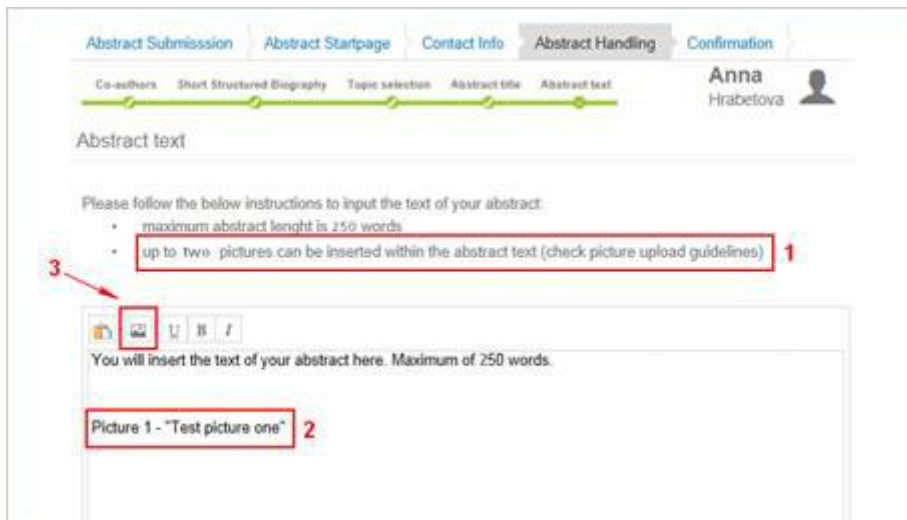 Abstract Submisssion Abstract Startpage Contact Info Abstract Handling Confirmation
Co-authors Short Structured Biography Topic selection Abstract title Abstract text
Anna
Hrabetova
Abstract text
Please follow the below instructions to input the text of your abstract
maximum abstract lenght is 250 words
up to two pictures can be inserted within the abstract text (check picture upload guidelines)
1
3
U B I
You will insert the text of your abstract here. Maximum of 250 words.
Picture 1 - "Test picture one"
2